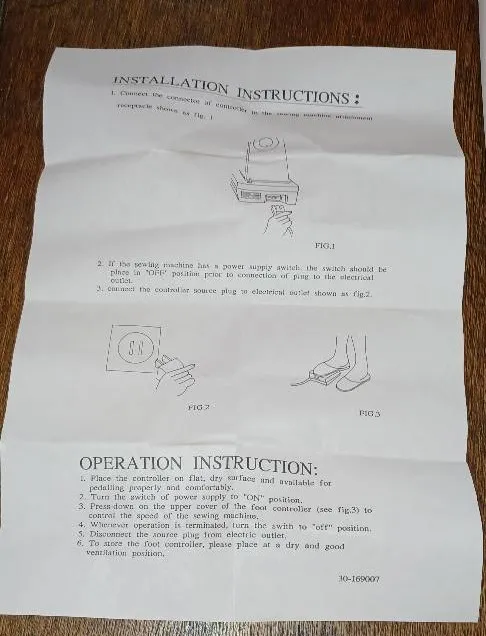 INSTALLATION INSTRUCTIONS:
1. Connect the connector of controller to the sewing machine
receptacle shown as fig. 1
FIG.1
2. If the sewing machine has a power supply switch, the switch should be
place in "OFF" position prior to connection of plug to the electrical
outlet.
3. connect the controller source plug to electrical outlet shown as fig.2.
FIG.2
FIG.3
OPERATION INSTRUCTION:
1. Place the controller on flat, dry surface and available for
pedalling properly and comfortably.
2. Turn the switch of power supply to "ON" position.
3. Press down on the upper cover of the foot controller (see fig.3) to
control the speed of the sewing machine.
4. Whenever operation is terminated, turn the swith to "off" position.
5. Disconnect the source plug from electric outlet.
6. To store the foot controller, please place at a dry and good
ventilation position.
30-169007